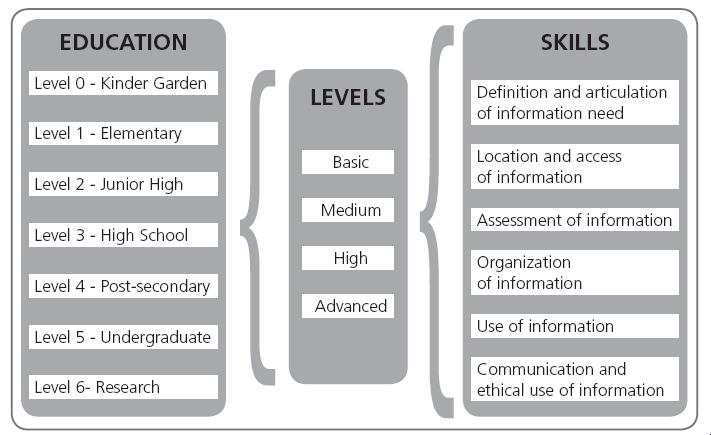 EDUCATION
Level 0 - Kinder Garden
Level 1 - Elementary
Level 2 - Junior High
Level 3 - High School
Level 4 - Post-secondary
Level 5 - Undergraduate
Level 6- Research
LEVELS
Basic
Medium
High
Advanced
SKILLS
Definition and articulation
of information need
Location and access
of information
Assessment of information
Organization
of information
Use of information
Communication and
ethical use of information